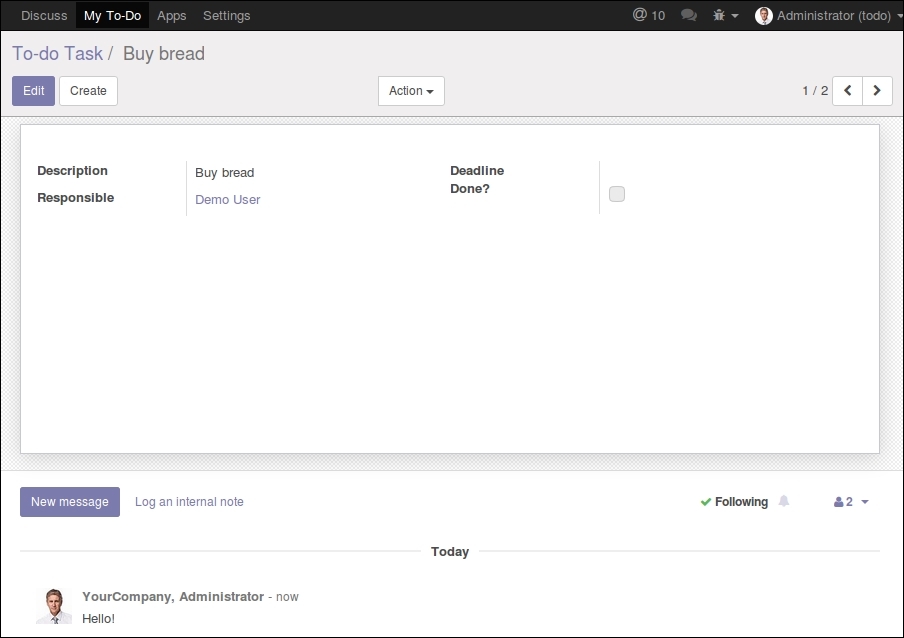 Discuss My To-Do Apps Settings @ 10 Administrator (todo)
To-do Task / Buy bread
Edit Create Action 1 / 2
Description Buy bread Deadline
Responsible Demo User Done?
New message Log an internal note Following 2
Today
YourCompany, Administrator - now
Hello!